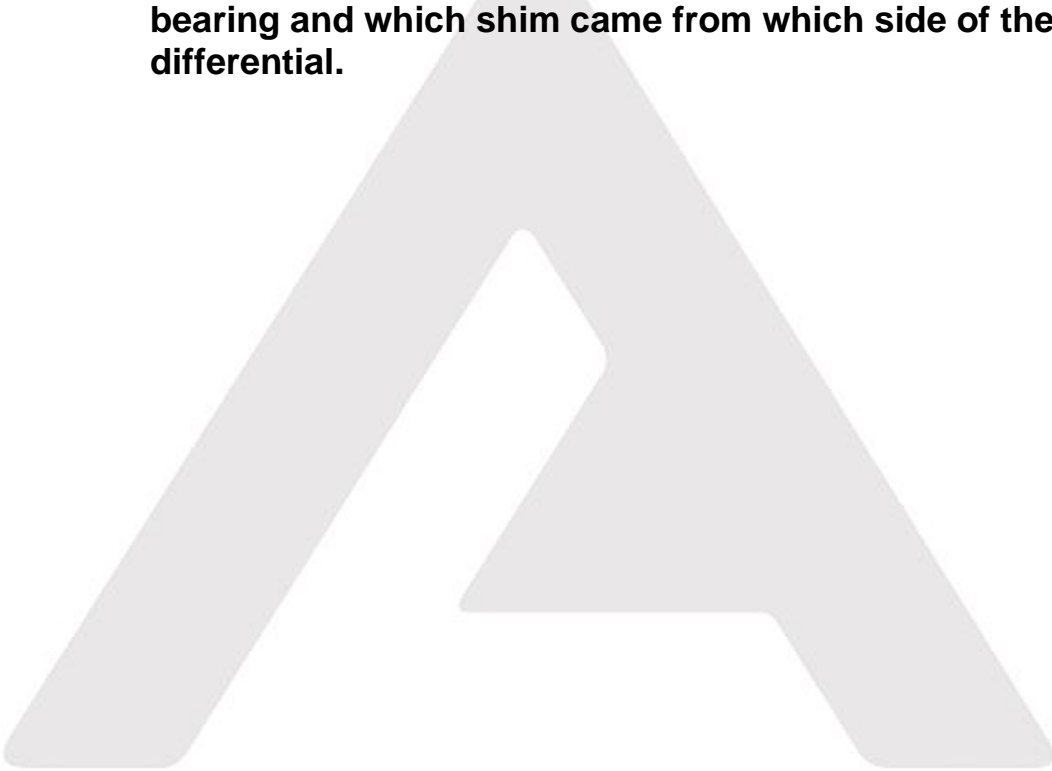 bearing and which shim came from which side of the
differential.